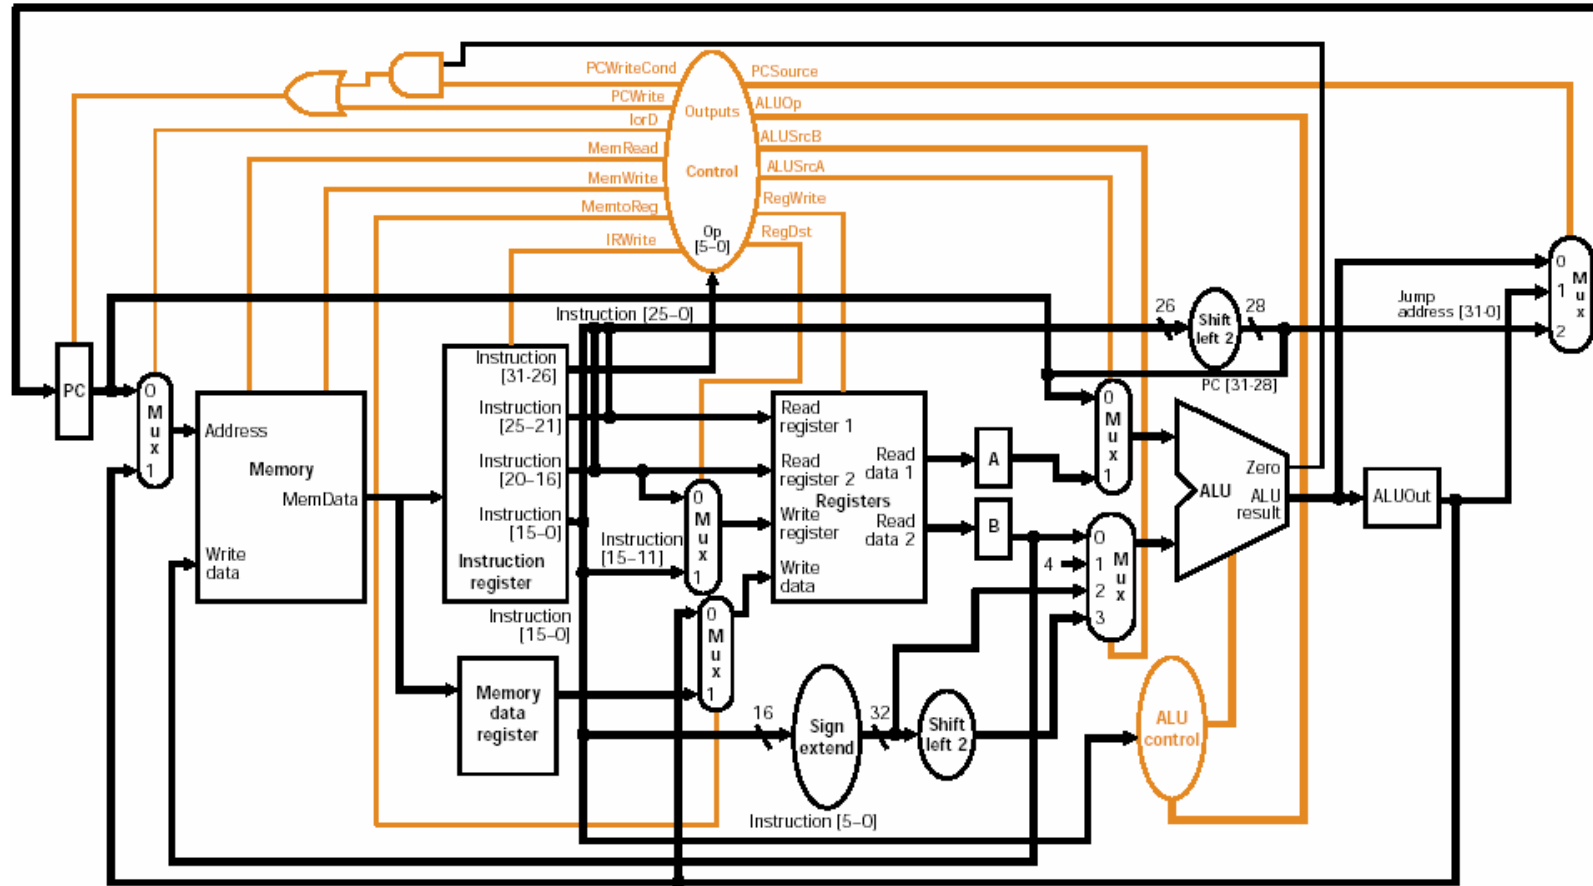 PCWriteCond
PCWrite
IorD
MemRead
MemWrite
MemtoReg
IRWrite
Outputs
Control
Op
[5-0]
PCSource
ALUOp
ALUSrcB
ALUSrcA
RegWrite
RegDst
PC
0
M
u
x
1
Address
Memory
MemData
Write
data
Instruction
[31-26]
Instruction
[25-21]
Instruction
[20-16]
Instruction
[15-0]
Instruction
register
Instruction [25-0]
Instruction
[15-11]
Instruction
[15-0]
Memory
data
register
0
M
u
x
1
0
M
u
x
1
Read
register 1
Read
register 2
Registers
Write
register
Write
data
Read
data 1
Read
data 2
A
B
16
Sign
extend
32
Shift
left 2
Instruction [5-0]
26
Shift
left 2
28
PC [31-28]
Jump
address [31-0]
0
M
u
x
1
4
0
1
2
3
M
u
x
Zero
ALU
ALU
result
ALU
control
ALUOut
0
1
2
M
u
x